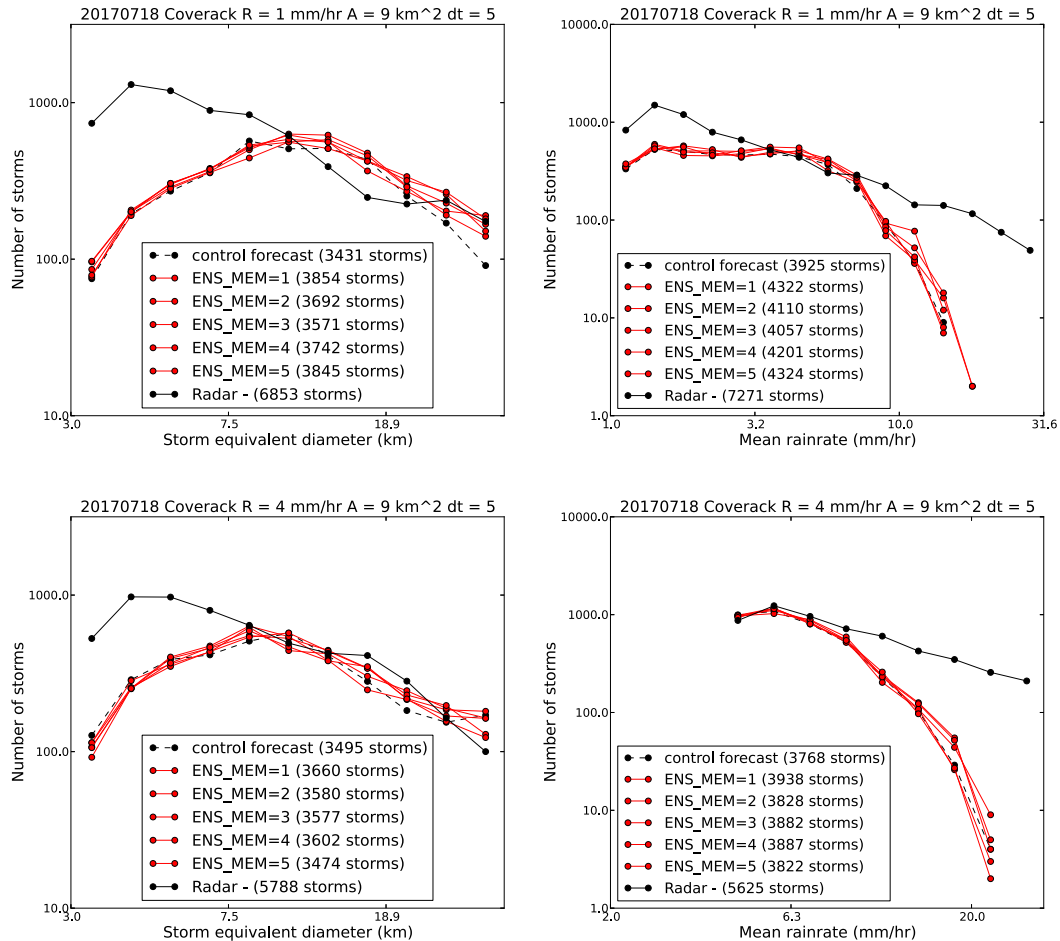 20170718 Coverack R = 1 mm/hr A = 9 km^2 dt = 5
Number of storms
1000.0
100.0
10.0
control forecast (3431 storms)
ENS_MEM=1 (3854 storms)
ENS_MEM=2 (3692 storms)
ENS_MEM=3 (3571 storms)
ENS_MEM=4 (3742 storms)
ENS_MEM=5 (3845 storms)
Radar - (6853 storms)
3.0 7.5 18.9
Storm equivalent diameter (km)
20170718 Coverack R = 1 mm/hr A = 9 km^2 dt = 5
Number of storms
10000.0
1000.0
100.0
10.0
1.0
control forecast (3925 storms)
ENS_MEM=1 (4322 storms)
ENS_MEM=2 (4110 storms)
ENS_MEM=3 (4057 storms)
ENS_MEM=4 (4201 storms)
ENS_MEM=5 (4324 storms)
Radar - (7271 storms)
1.0 3.2 10.0 31.6
Mean rainrate (mm/hr)
20170718 Coverack R = 4 mm/hr A = 9 km^2 dt = 5
Number of storms
1000.0
100.0
10.0
control forecast (3495 storms)
ENS_MEM=1 (3660 storms)
ENS_MEM=2 (3580 storms)
ENS_MEM=3 (3577 storms)
ENS_MEM=4 (3602 storms)
ENS_MEM=5 (3474 storms)
Radar - (5788 storms)
3.0 7.5 18.9
Storm equivalent diameter (km)
20170718 Coverack R = 4 mm/hr A = 9 km^2 dt = 5
Number of storms
10000.0
1000.0
100.0
10.0
1.0
control forecast (3768 storms)
ENS_MEM=1 (3938 storms)
ENS_MEM=2 (3828 storms)
ENS_MEM=3 (3882 storms)
ENS_MEM=4 (3887 storms)
ENS_MEM=5 (3822 storms)
Radar - (5625 storms)
2.0 6.3 20.0
Mean rainrate (mm/hr)